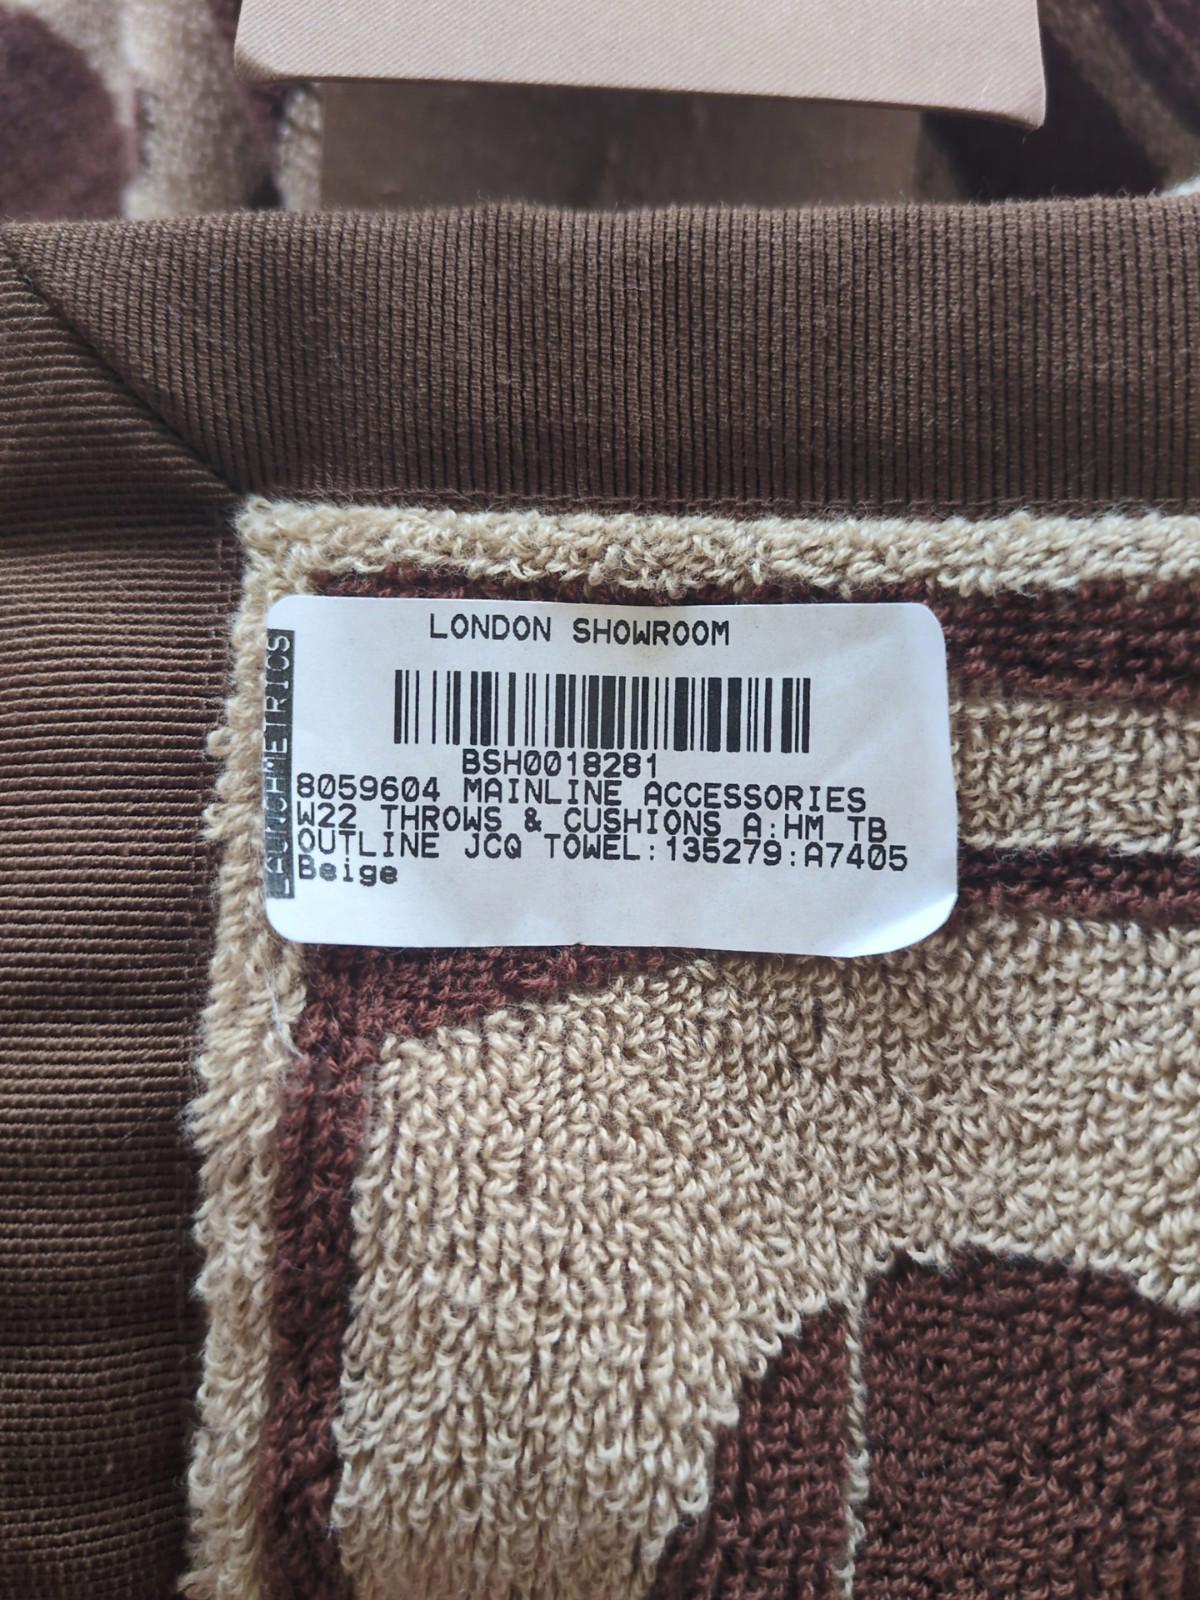 LONDON SHOWROOM
LAUNCHMETRICS
BSH0018281
8059604 MAINLINE ACCESSORIES
W22 THROWS & CUSHIONS A:HM TB
OUTLINE JCQ TOWEL:135279:A7405
Beige